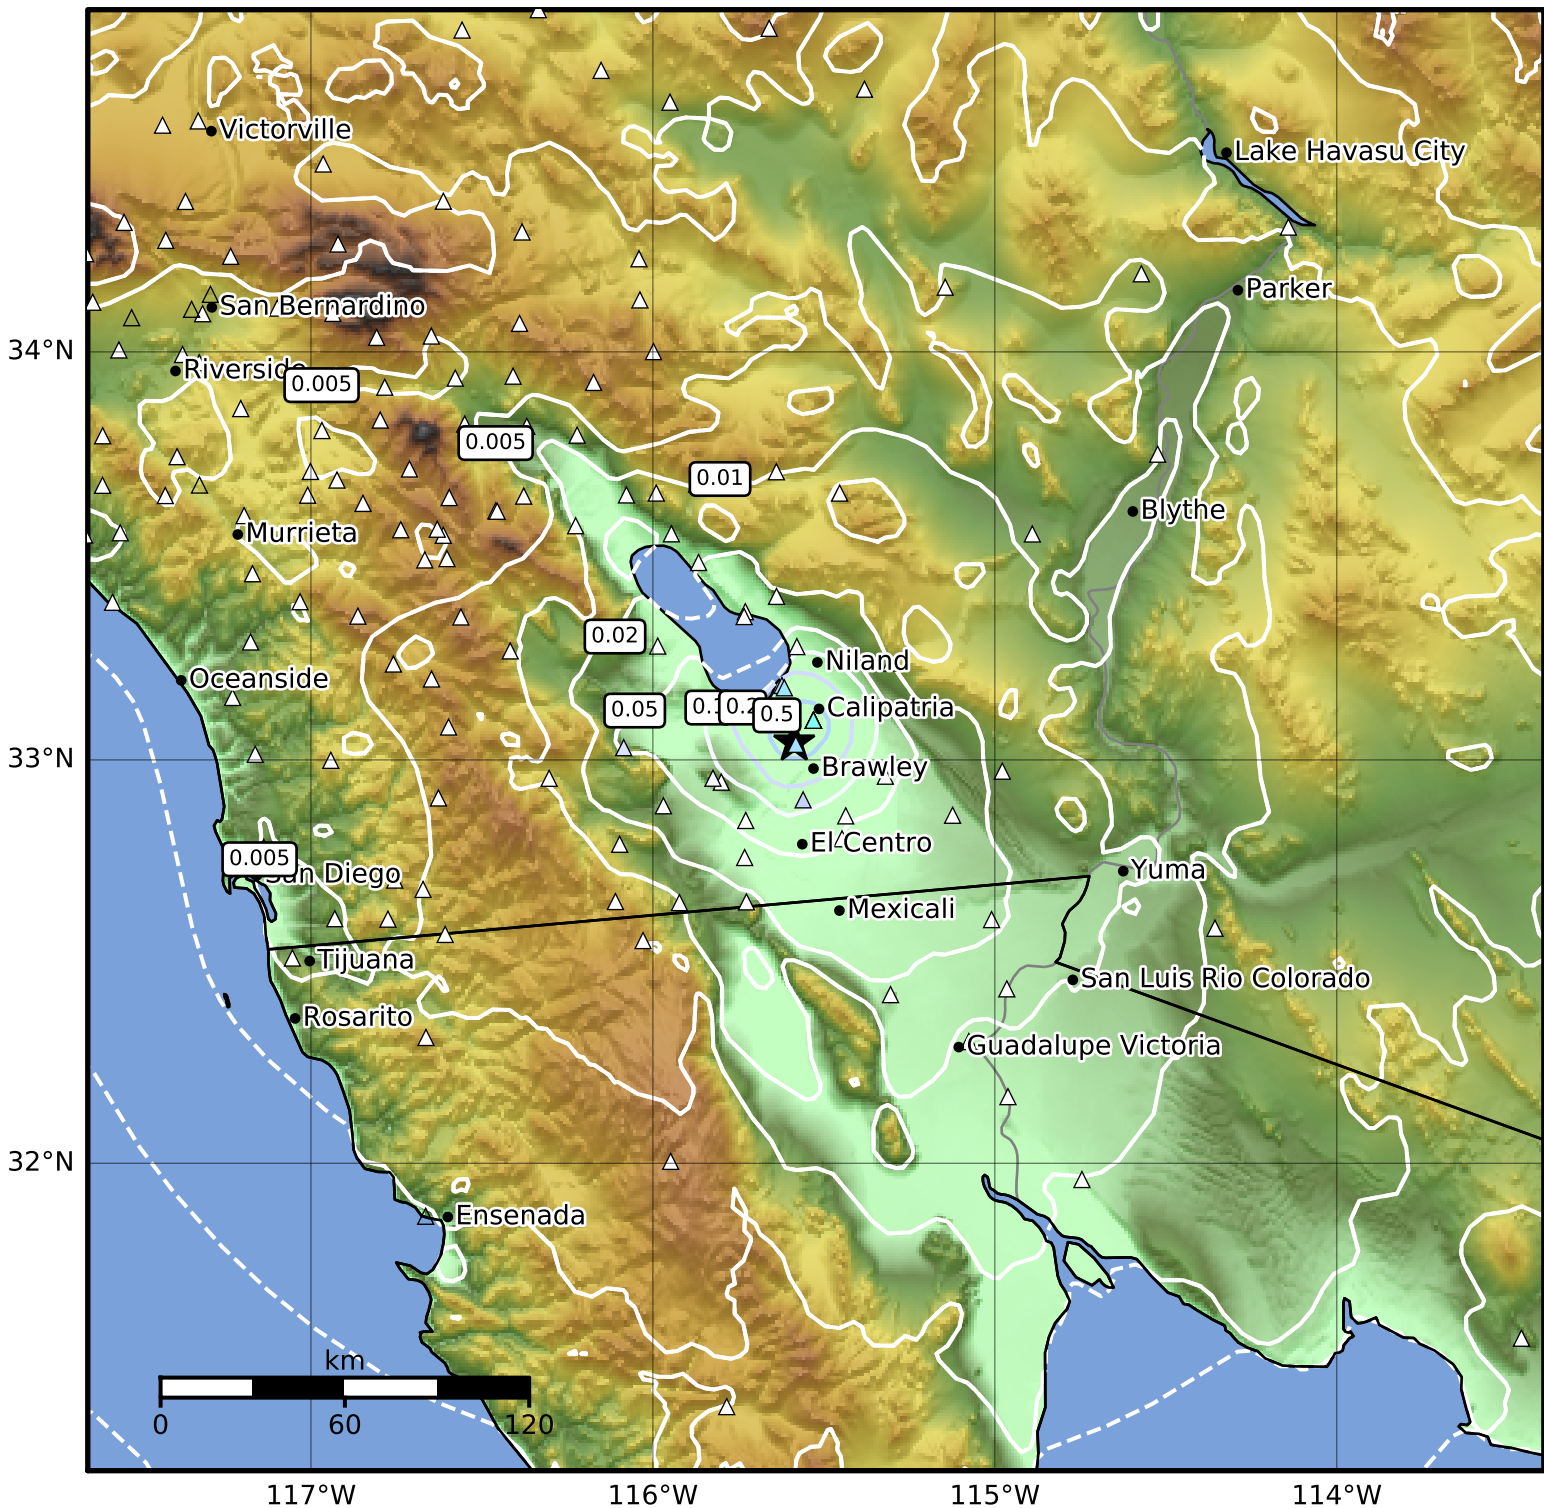 Victorville
Lake Havasu City
Parker
San Bernardino
34°N
Riverside
0.005
0.005
0.01
Blythe
Murrieta
0.02
Niland
Oceanside
0.05
0.2
0.5
Calipatria
33°N
Brawley
El Centro
0.005
San Diego
Yuma
Mexicali
Tijuana
San Luis Rio Colorado
Rosarito
Guadalupe Victoria
32°N
Ensenada
km
0
60
120
117°W
116°W
115°W
114°W